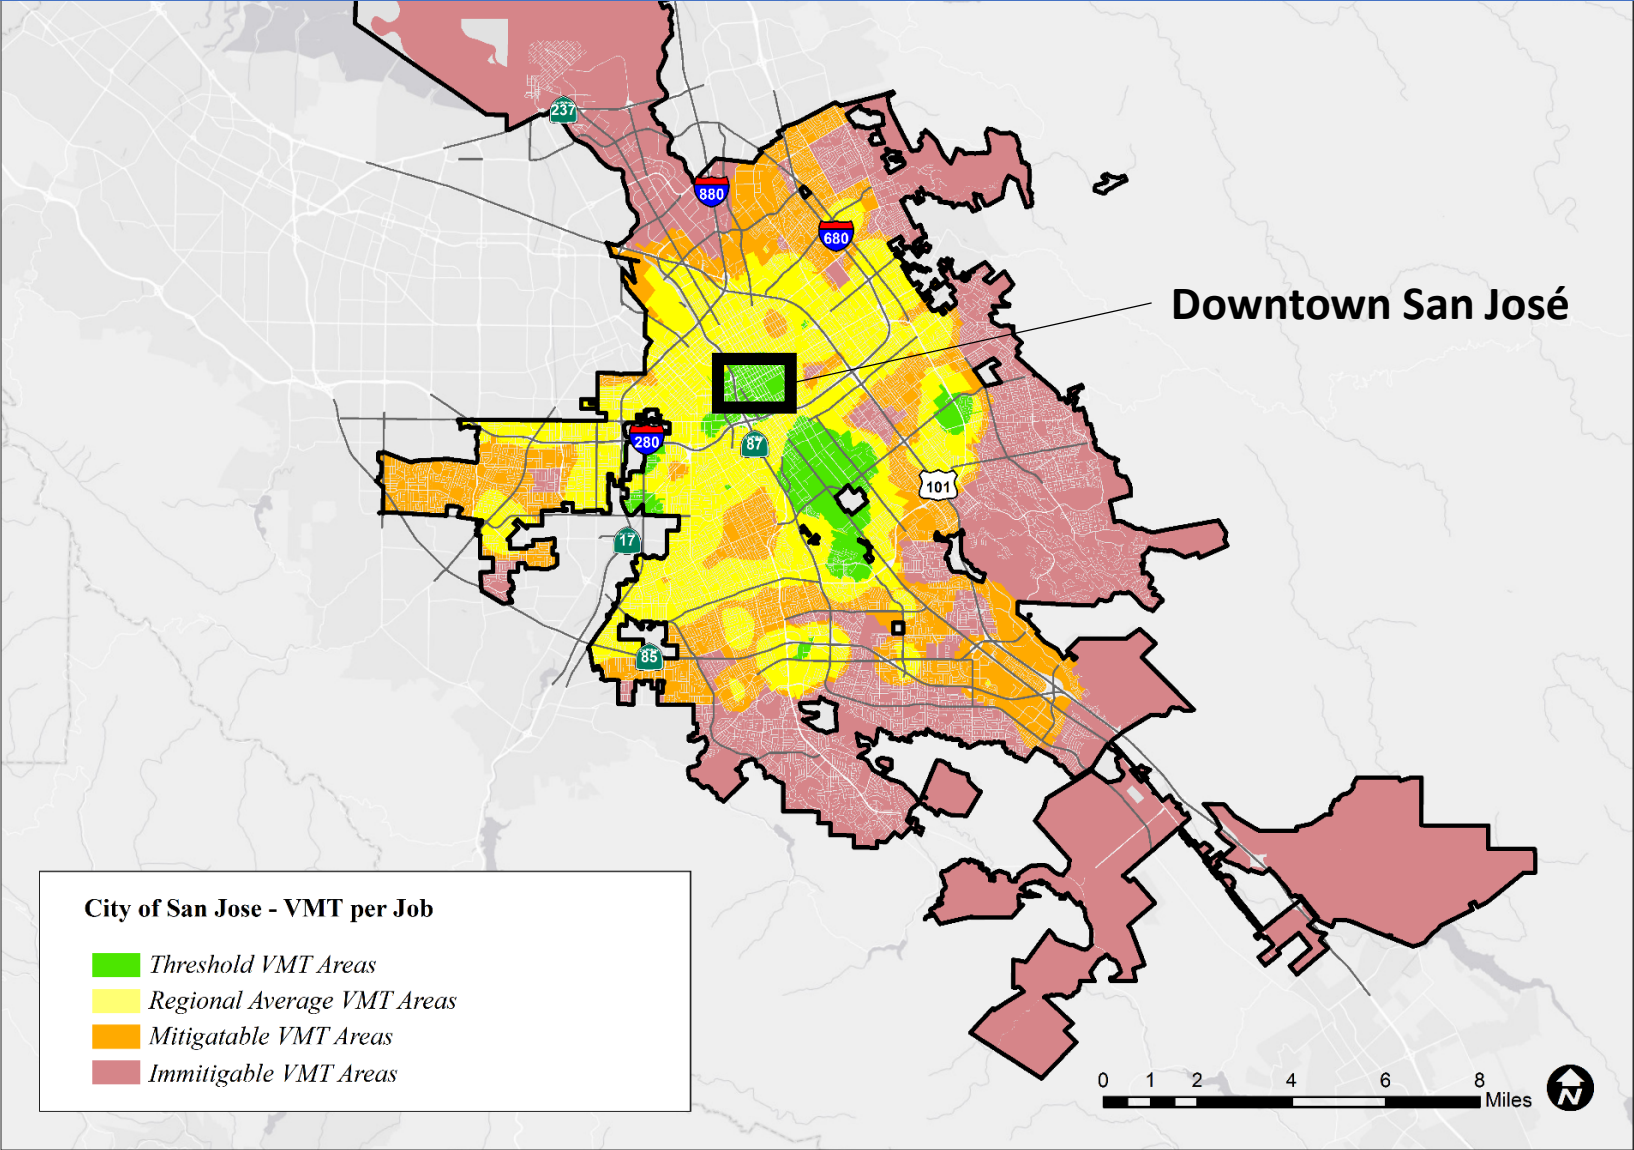 237
880
680
Downtown San José
280
87
101
17
85
City of San Jose - VMT per Job
Threshold VMT Areas
Regional Average VMT Areas
Mitigatable VMT Areas
Immitigable VMT Areas
0 1 2 4 6 8
Miles
N